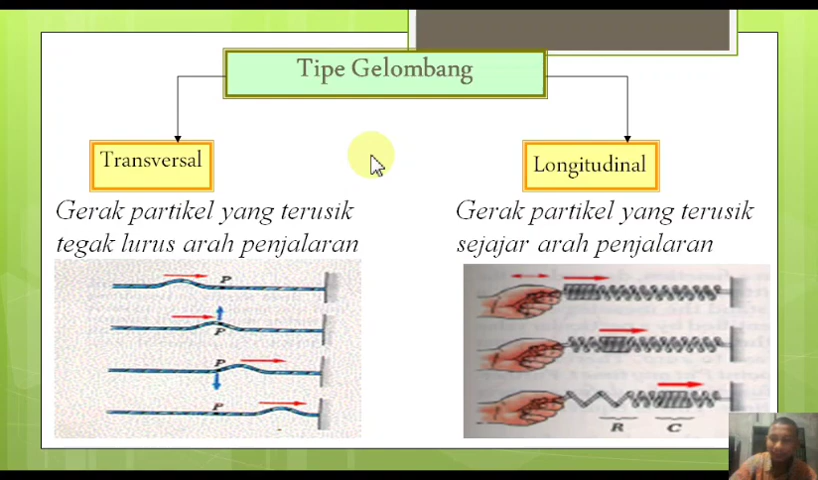 Tipe Gelombang
Transversal
Longitudinal
Gerak partikel yang terusik
tegak lurus arah penjalaran
Gerak partikel yang terusik
sejajar arah penjalaran
P
P
P
P
R
C